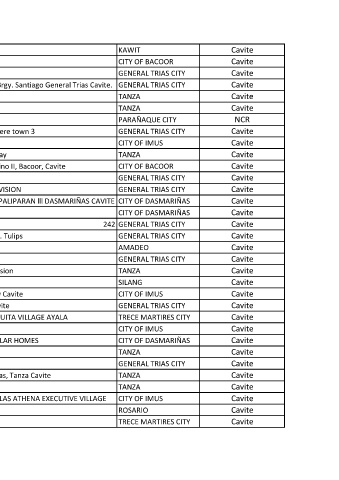 KAWIT Cavite
CITY OF BACOOR Cavite
GENERAL TRIAS CITY Cavite
Brgy. Santiago General Trias Cavite. GENERAL TRIAS CITY Cavite
TANZA Cavite
TANZA Cavite
PARAÑAQUE CITY NCR
ere town 3 GENERAL TRIAS CITY Cavite
CITY OF IMUS Cavite
ay TANZA Cavite
ino II, Bacoor, Cavite CITY OF BACOOR Cavite
GENERAL TRIAS CITY Cavite
VISION GENERAL TRIAS CITY Cavite
PALIPARAN lll DASMARIÑAS CAVITE CITY OF DASMARIÑAS Cavite
CITY OF DASMARIÑAS Cavite
242 GENERAL TRIAS CITY Cavite
. Tulips GENERAL TRIAS CITY Cavite
AMADEO Cavite
GENERAL TRIAS CITY Cavite
ision TANZA Cavite
SILANG Cavite
Cavite CITY OF IMUS Cavite
vite GENERAL TRIAS CITY Cavite
UITA VILLAGE AYALA TRECE MARTIRES CITY Cavite
CITY OF IMUS Cavite
LAR HOMES CITY OF DASMARIÑAS Cavite
TANZA Cavite
GENERAL TRIAS CITY Cavite
as, Tanza Cavite TANZA Cavite
TANZA Cavite
LAS ATHENA EXECUTIVE VILLAGE CITY OF IMUS Cavite
ROSARIO Cavite
TRECE MARTIRES CITY Cavite